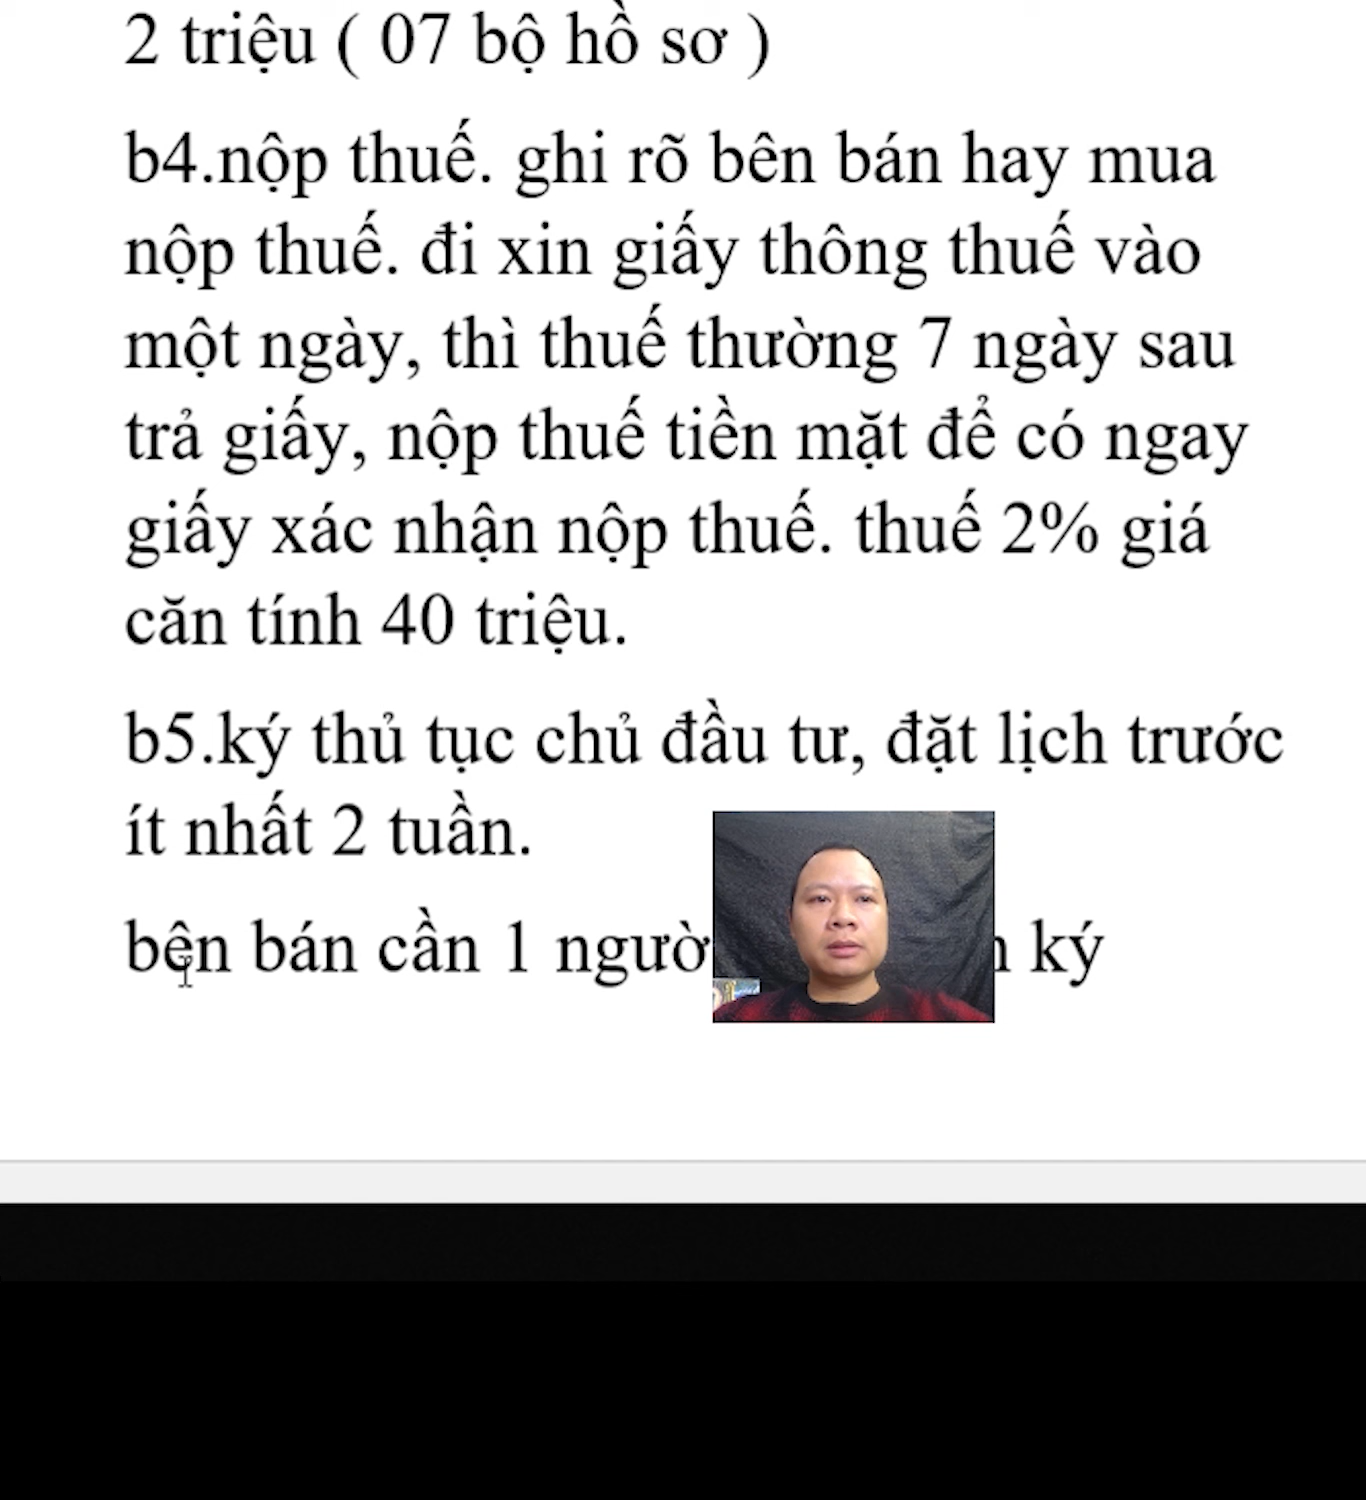 2 triệu ( 07 bộ hồ sơ )
b4.nộp thuế. ghi rõ bên bán hay mua
nộp thuế. đi xin giấy thông thuế vào
một ngày, thì thuế thường 7 ngày sau
trả giấy, nộp thuế tiền mặt để có ngay
giấy xác nhận nộp thuế. thuế 2% giá
căn tính 40 triệu.
b5.ký thủ tục chủ đầu tư, đặt lịch trước
ít nhất 2 tuần.
bên bán cần 1 ký